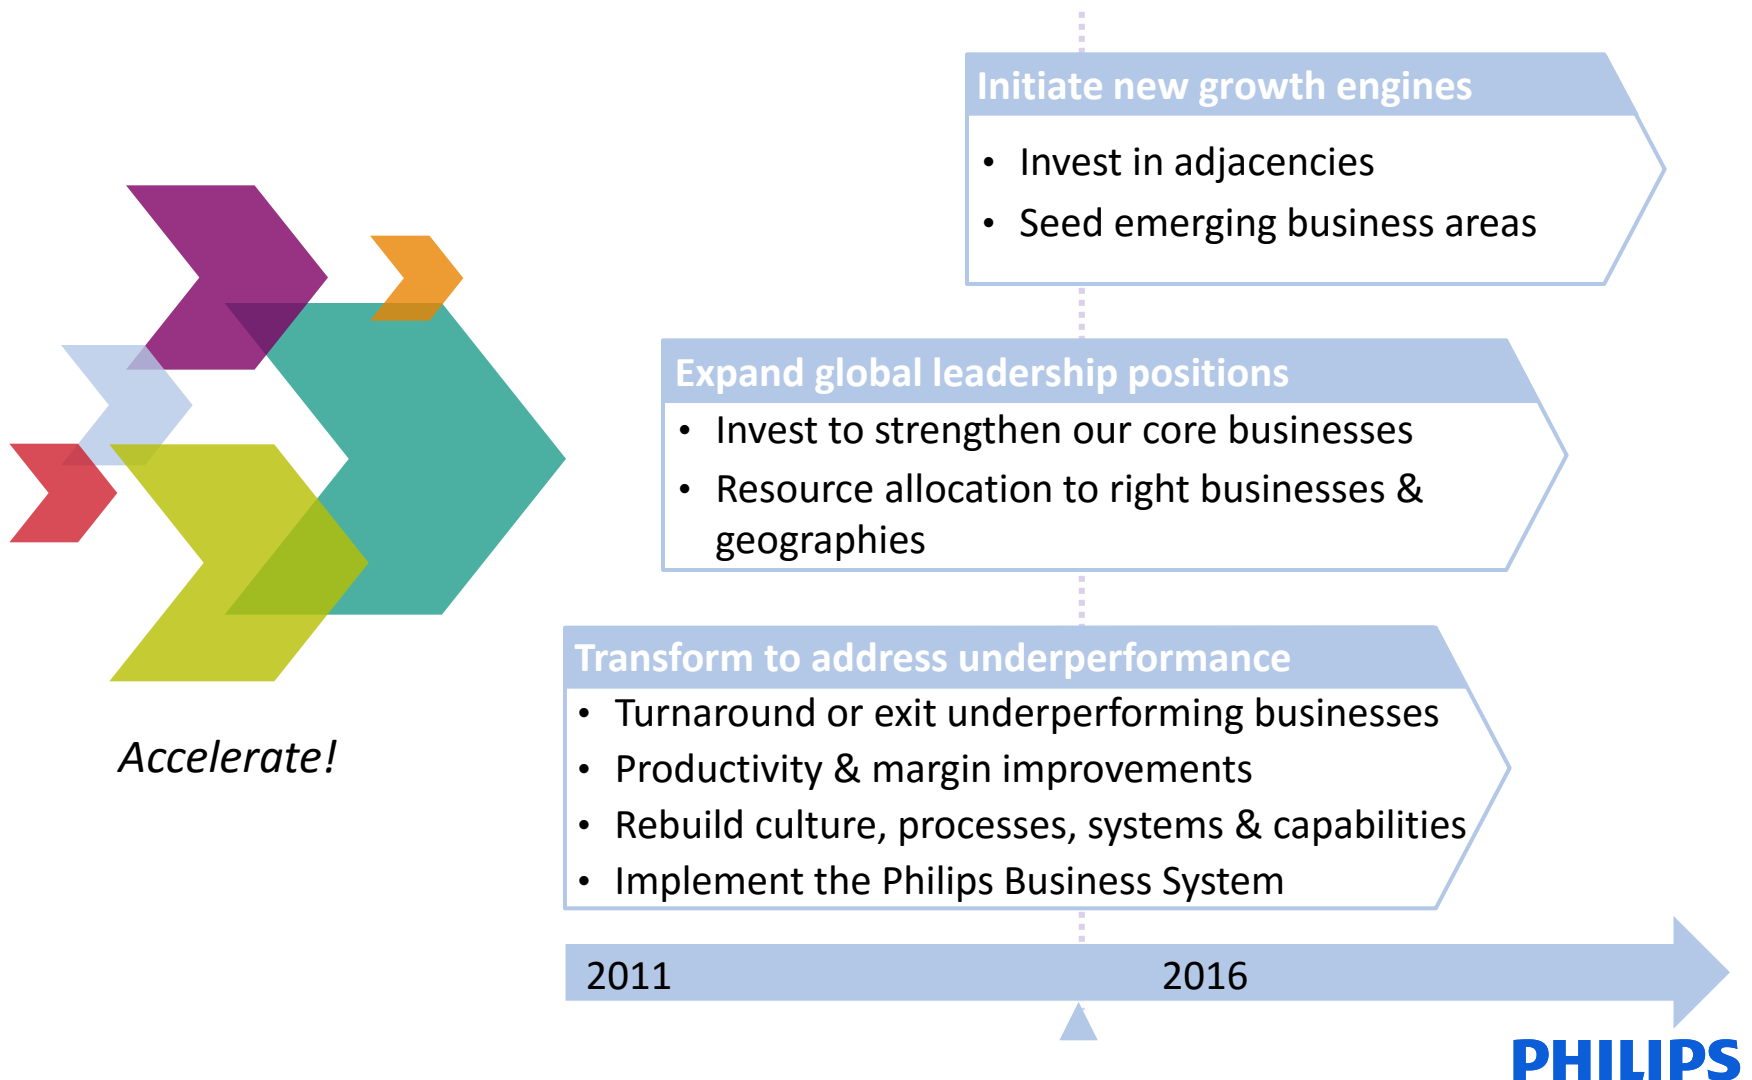 Initiate new growth engines
• Invest in adjacencies
• Seed emerging business areas
Expand global leadership positions
• Invest to strengthen our core businesses
• Resource allocation to right businesses &
geographies
Transform to address underperformance
• Turnaround or exit underperforming businesses
• Productivity & margin improvements
• Rebuild culture, processes, systems & capabilities
• Implement the Philips Business System
Accelerate!
2011 2016
PHILIPS